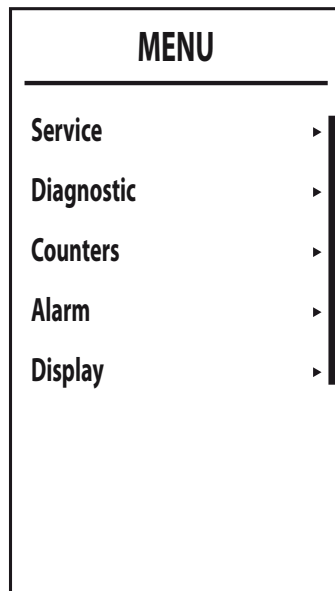 MENU
Service
Diagnostic
Counters
Alarm
Display